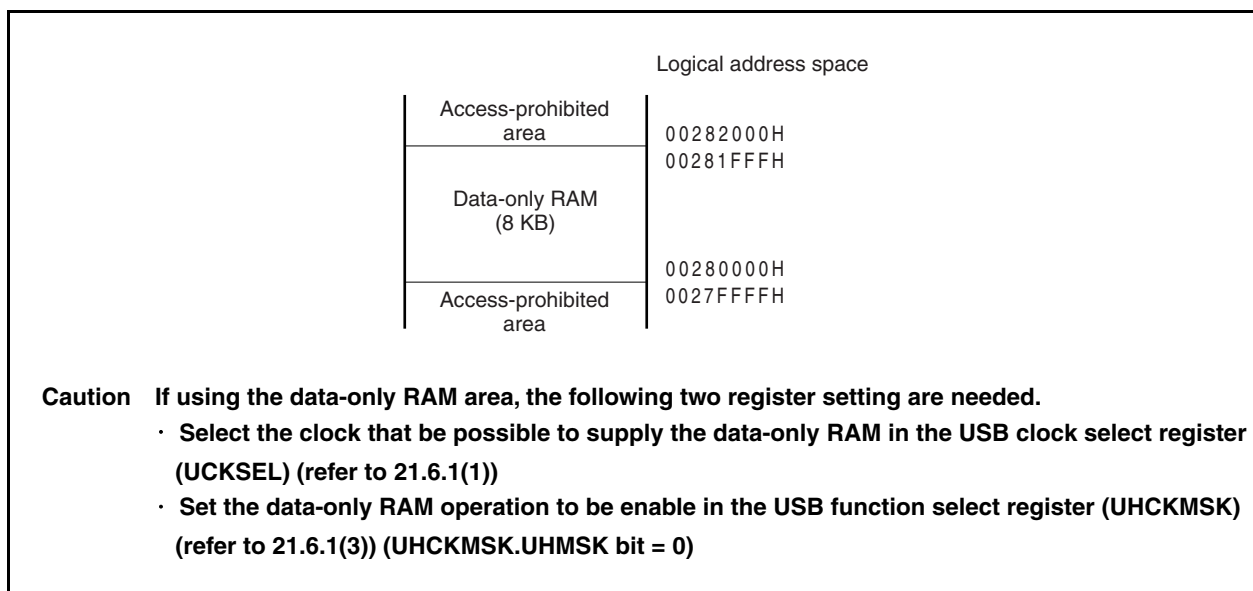 Logical address space
Access-prohibited
area
00282000H
00281FFFH
Data-only RAM
(8 KB)
00280000H
0027FFFFH
Access-prohibited
area
Caution If using the data-only RAM area, the following two register setting are needed.
· Select the clock that be possible to supply the data-only RAM in the USB clock select register
(UCKSEL) (refer to 21.6.1(1))
· Set the data-only RAM operation to be enable in the USB function select register (UHCKMSK)
(refer to 21.6.1(3)) (UHCKMSK.UHMSK bit = 0)